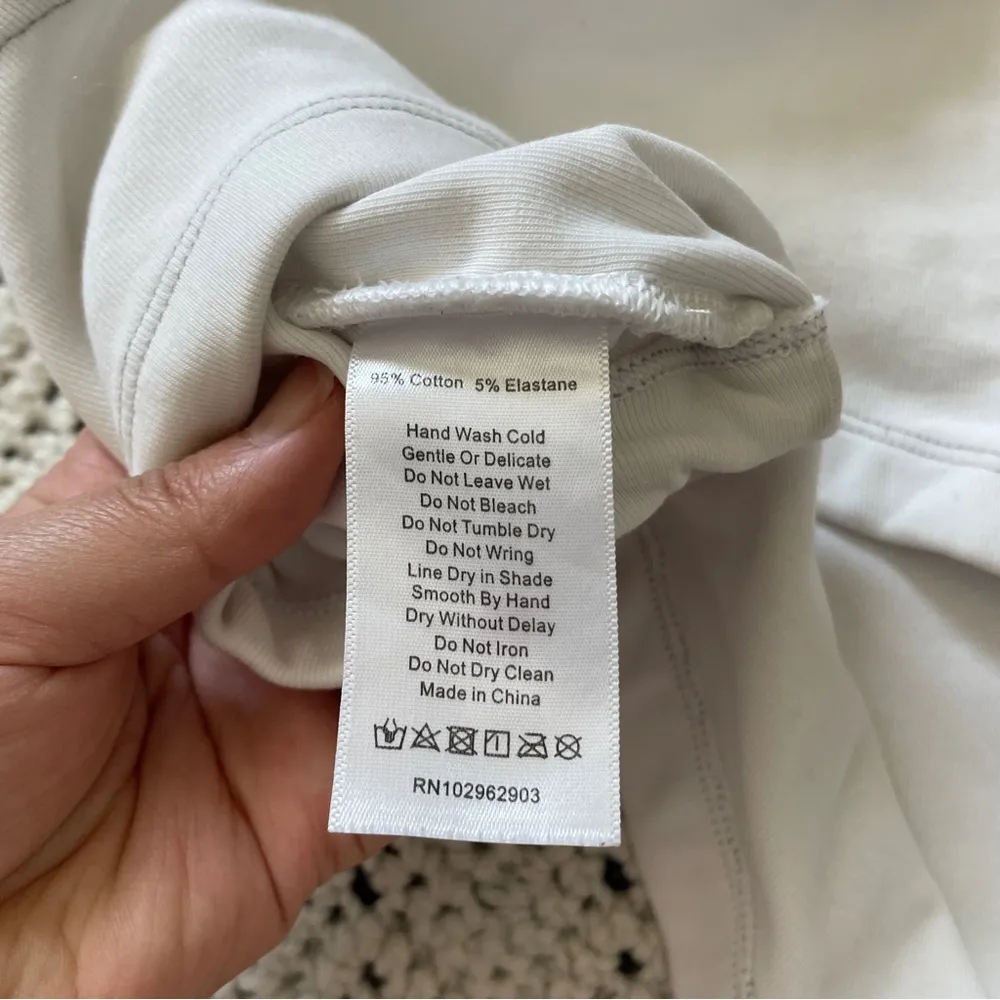 95% Cotton 5% Elastane
Hand Wash Cold
Gentle Or Delicate
Do Not Leave Wet
Do Not Bleach
Do Not Tumble Dry
Do Not Wring
Line Dry in Shade
Smooth By Hand
Dry Without Delay
Do Not Iron
Do Not Dry Clean
Made in China
RN102962903